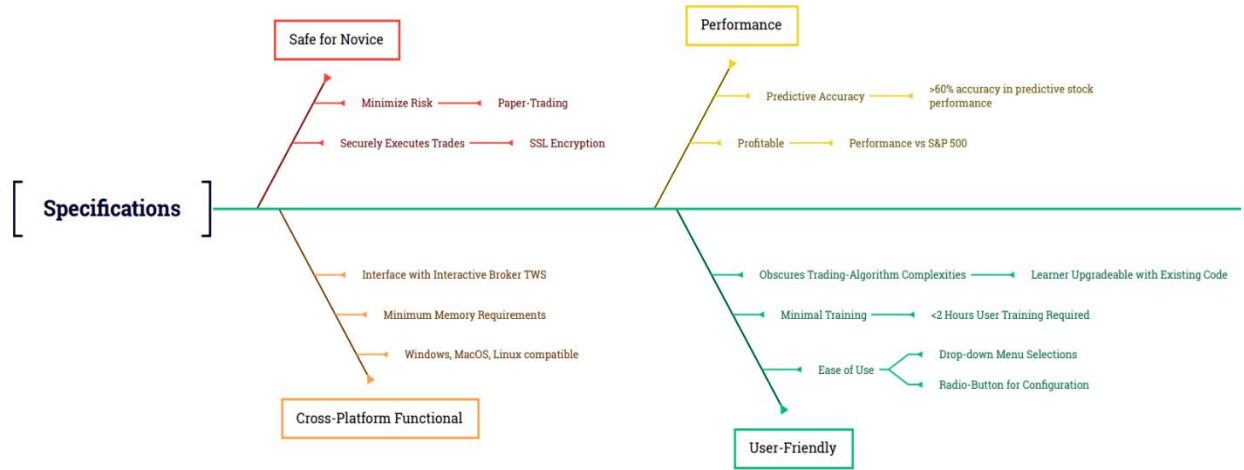 Safe for Novice
Performance
Minimize Risk
Paper-Trading
Predictive Accuracy
>60% accuracy in predictive stock
performance
Securely Executes Trades
SSL Encryption
Profitable
Performance vs S&P 500
Specifications
Interface with Interactive Broker TWS
Obscures Trading-Algorithm Complexities
Learner Upgradeable with Existing Code
Minimum Memory Requirements
Minimal Training
<2 Hours User Training Required
Windows, MacOS, Linux compatible
Ease of Use
Drop-down Menu Selections
Radio-Button for Configuration
Cross-Platform Functional
User-Friendly